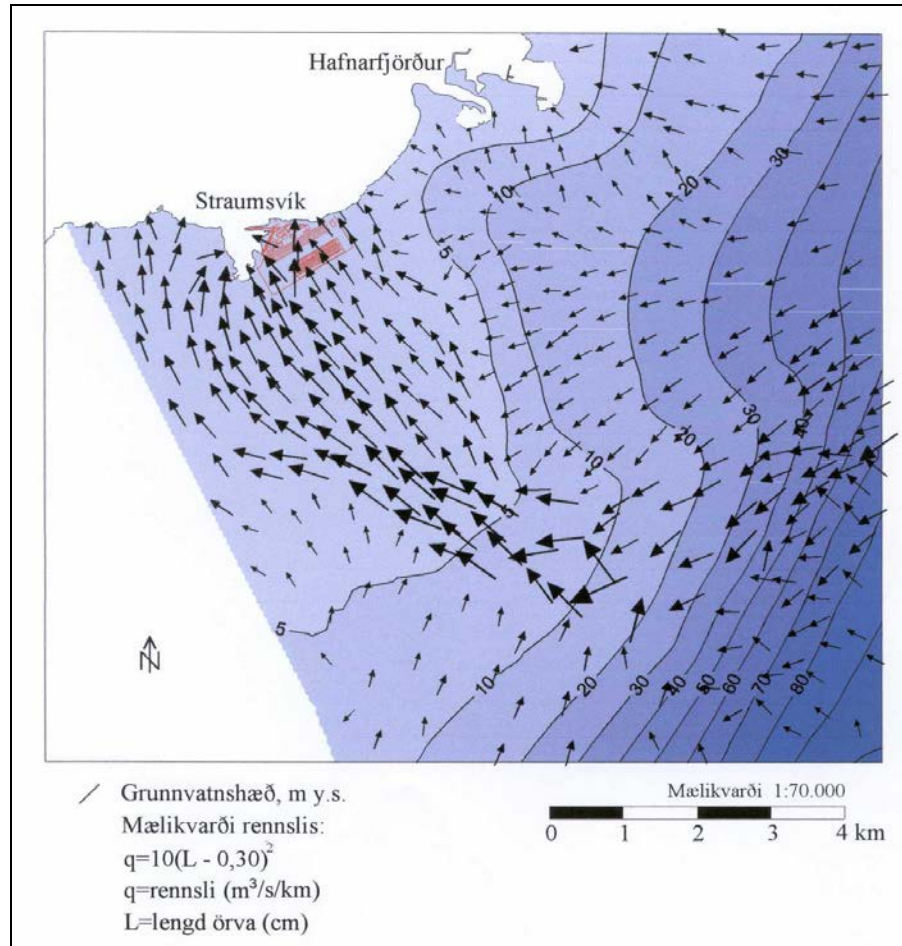 Hafnarfjörður
Straumsvík
20
30
10
5
30
40
20
10
5
5
10
20
30
40
50
60
70
80
N
Grunnvatnshæð, m y.s.
Mælikvarði rennslis:
q=10(L - 0,30)²
q=rennsli (m³/s/km)
L=lengd örva (cm)
Mælikvarði 1:70.000
0 1 2 3 4 km